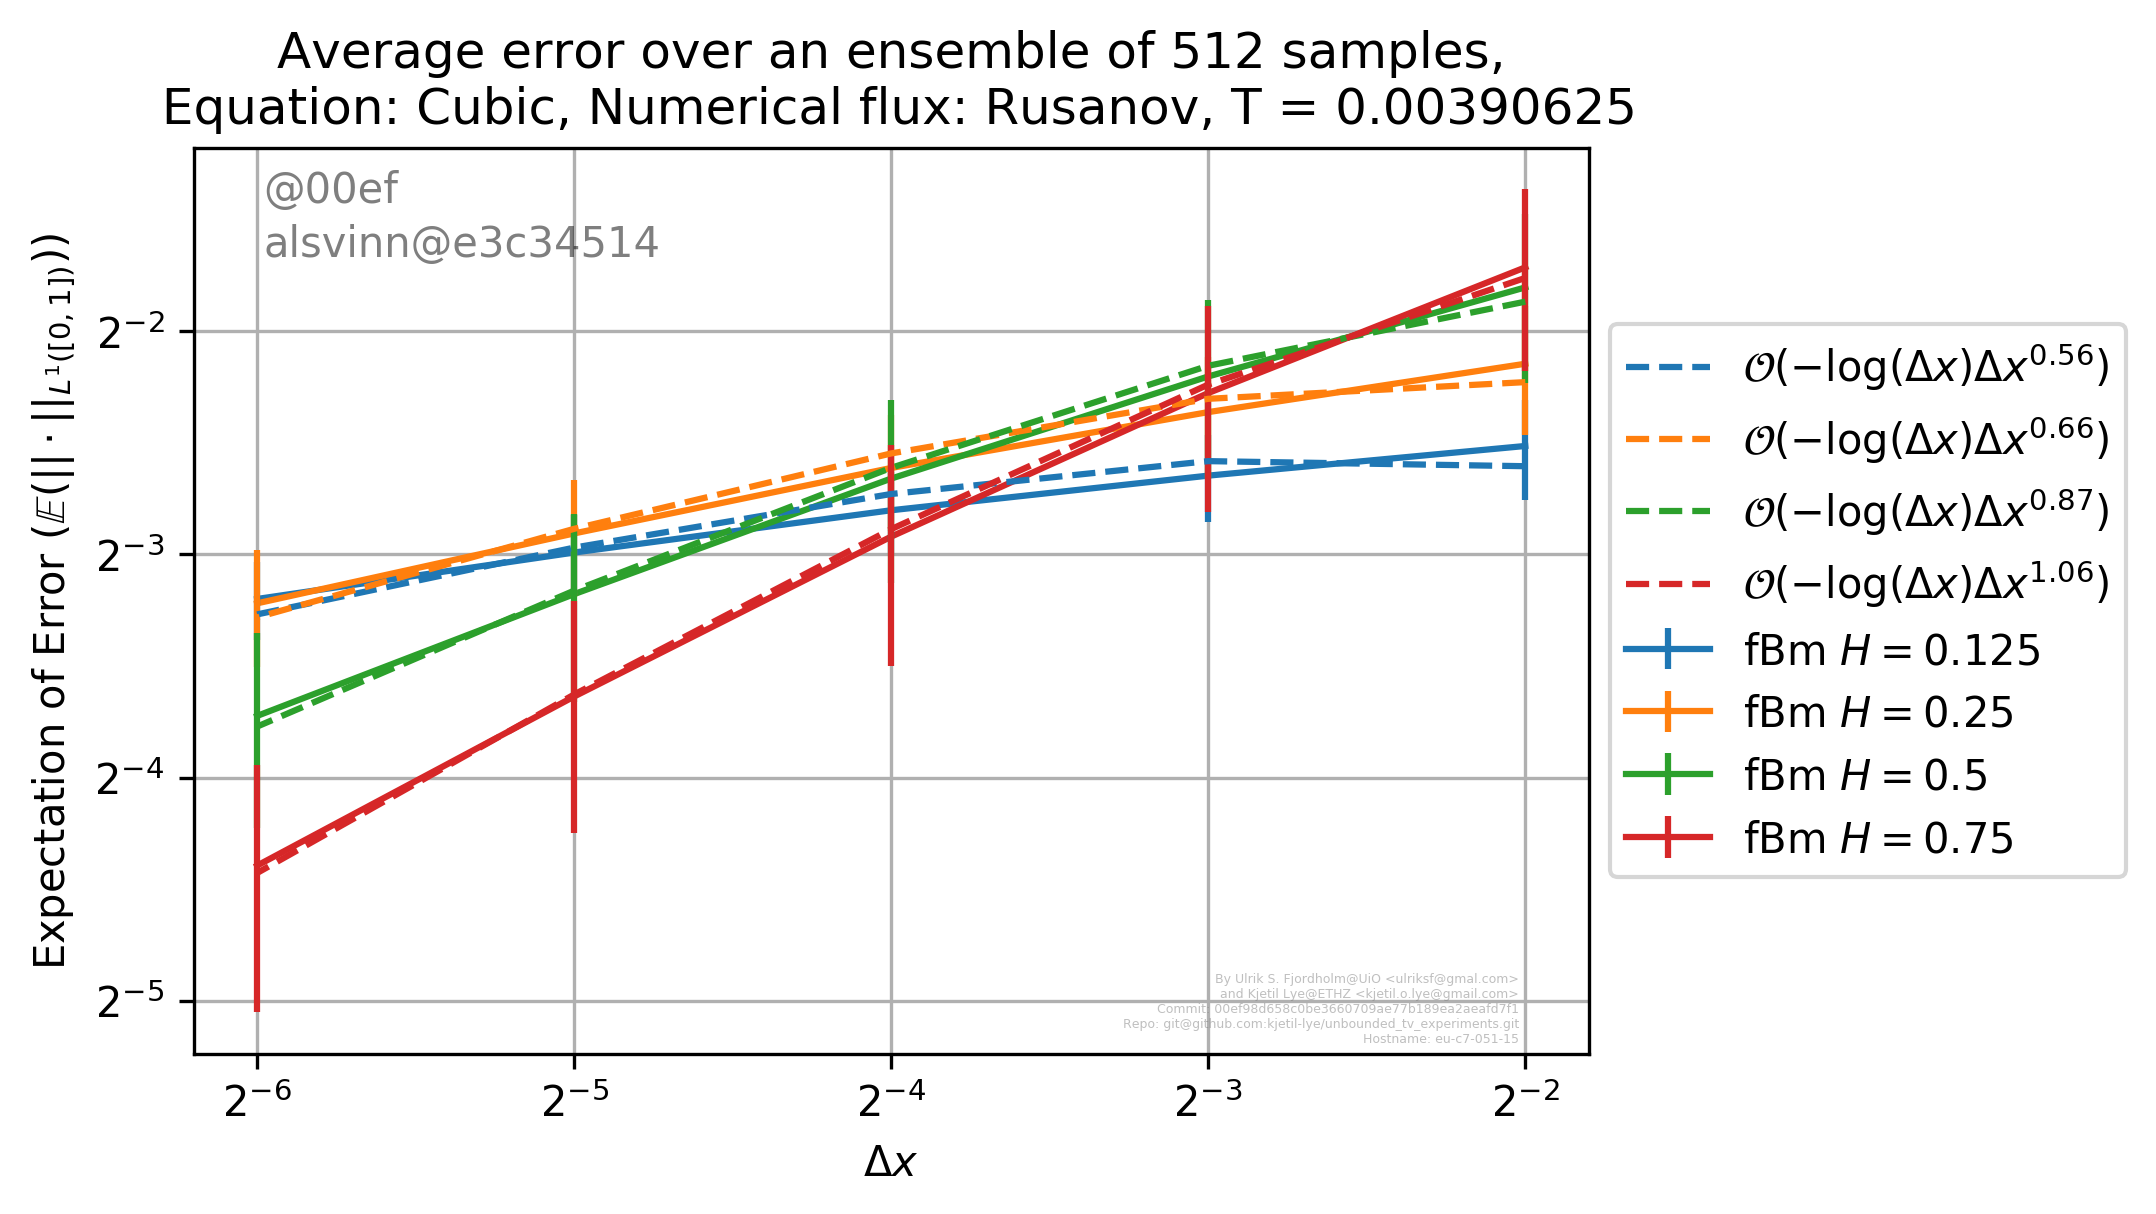 Average error over an ensemble of 512 samples,
Equation: Cubic, Numerical flux: Rusanov, T = 0.00390625
@00ef
alsvinn@e3c34514
Expectation of Error (𝔼(||·||_{L^1([0,1])}))
2^{-2}
2^{-3}
2^{-4}
2^{-5}
2^{-6}
2^{-5}
2^{-4}
2^{-3}
2^{-2}
Δx
By Ulrik S. Fjordholm@UiO <ulriksf@gmal.com>
and Kjetil Lye@ETHZ <kjetil.o.lye@gmail.com>
Commit: 00ef98d658c0be3660709ae77b189ea2aeafd7f1
Repo: git@github.com:kjetil-lye/unbounded_tv_experiments.git
Hostname: eu-c7-051-15
𝒪(−log(Δx)Δx^{0.56})
𝒪(−log(Δx)Δx^{0.66})
𝒪(−log(Δx)Δx^{0.87})
𝒪(−log(Δx)Δx^{1.06})
fBm H = 0.125
fBm H = 0.25
fBm H = 0.5
fBm H = 0.75